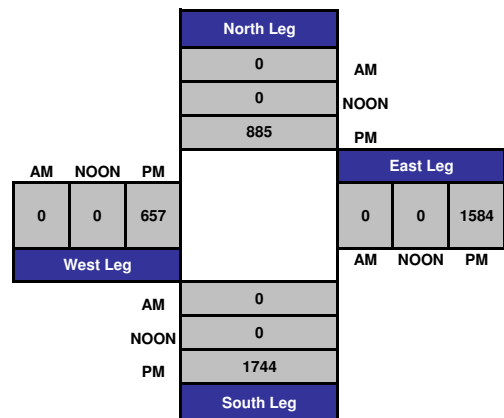 North Leg
0 AM
0 NOON
885 PM
AM NOON PM East Leg
0 0 657 0 0 1584
West Leg AM NOON PM
AM 0
NOON 0
PM 1744
South Leg